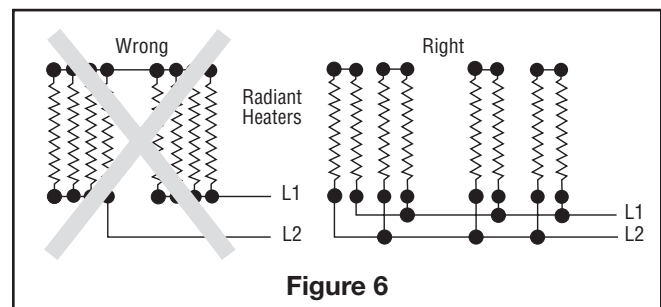 Wrong
Right
Radiant
Heaters
L1
L2
L1
L2
Figure 6